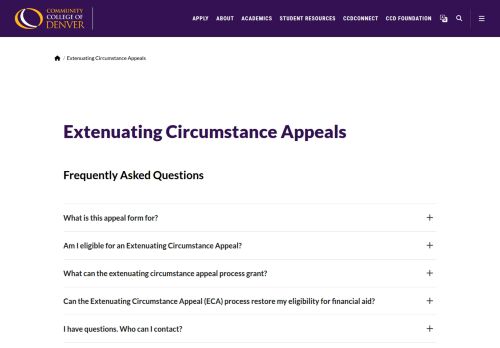 COMMUNITY
COLLEGE OF
DENVER
APPLY ABOUT ACADEMICS STUDENT RESOURCES CCDCONNECT CCD FOUNDATION
/ Extenuating Circumstance Appeals
Extenuating Circumstance Appeals
Frequently Asked Questions
What is this appeal form for?
Am I eligible for an Extenuating Circumstance Appeal?
What can the extenuating circumstance appeal process grant?
Can the Extenuating Circumstance Appeal (ECA) process restore my eligibility for financial aid?
I have questions. Who can I contact?